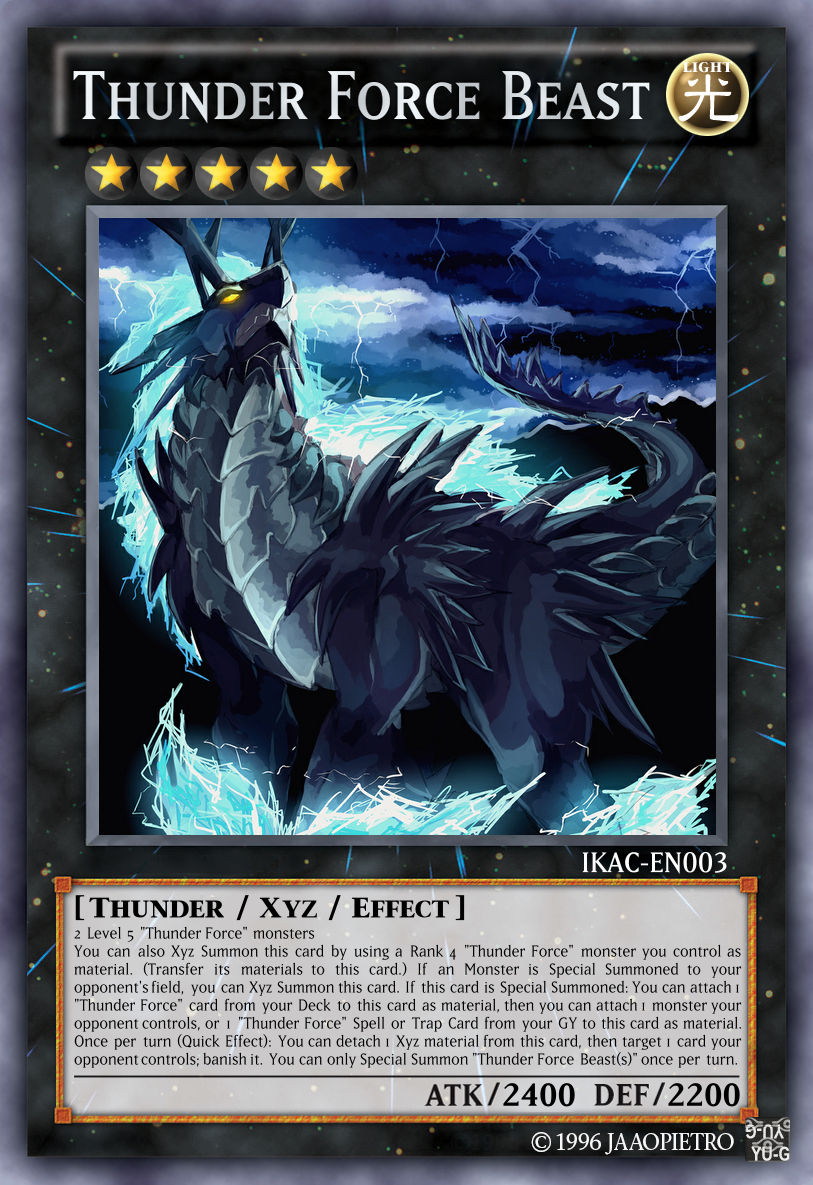 THUNDER FORCE BEAST
LIGHT
光
IKAC-EN003
[ THUNDER / XYZ / EFFECT ]
2 Level 5 "Thunder Force" monsters
You can also Xyz Summon this card by using a Rank 4 "Thunder Force" monster you control as
material. (Transfer its materials to this card.) If an Monster is Special Summoned to your
opponent's field, you can Xyz Summon this card. If this card is Special Summoned: You can attach 1
"Thunder Force" card from your Deck to this card as material, then you can attach 1 monster your
opponent controls, or 1 "Thunder Force" Spell or Trap Card from your GY to this card as material.
Once per turn (Quick Effect): You can detach 1 Xyz material from this card, then target 1 card your
opponent controls; banish it. You can only Special Summon "Thunder Force Beast(s)" once per turn.
ATK/2400 DEF/2200
© 1996 JAAOPIETRO
YU-G
YU-G